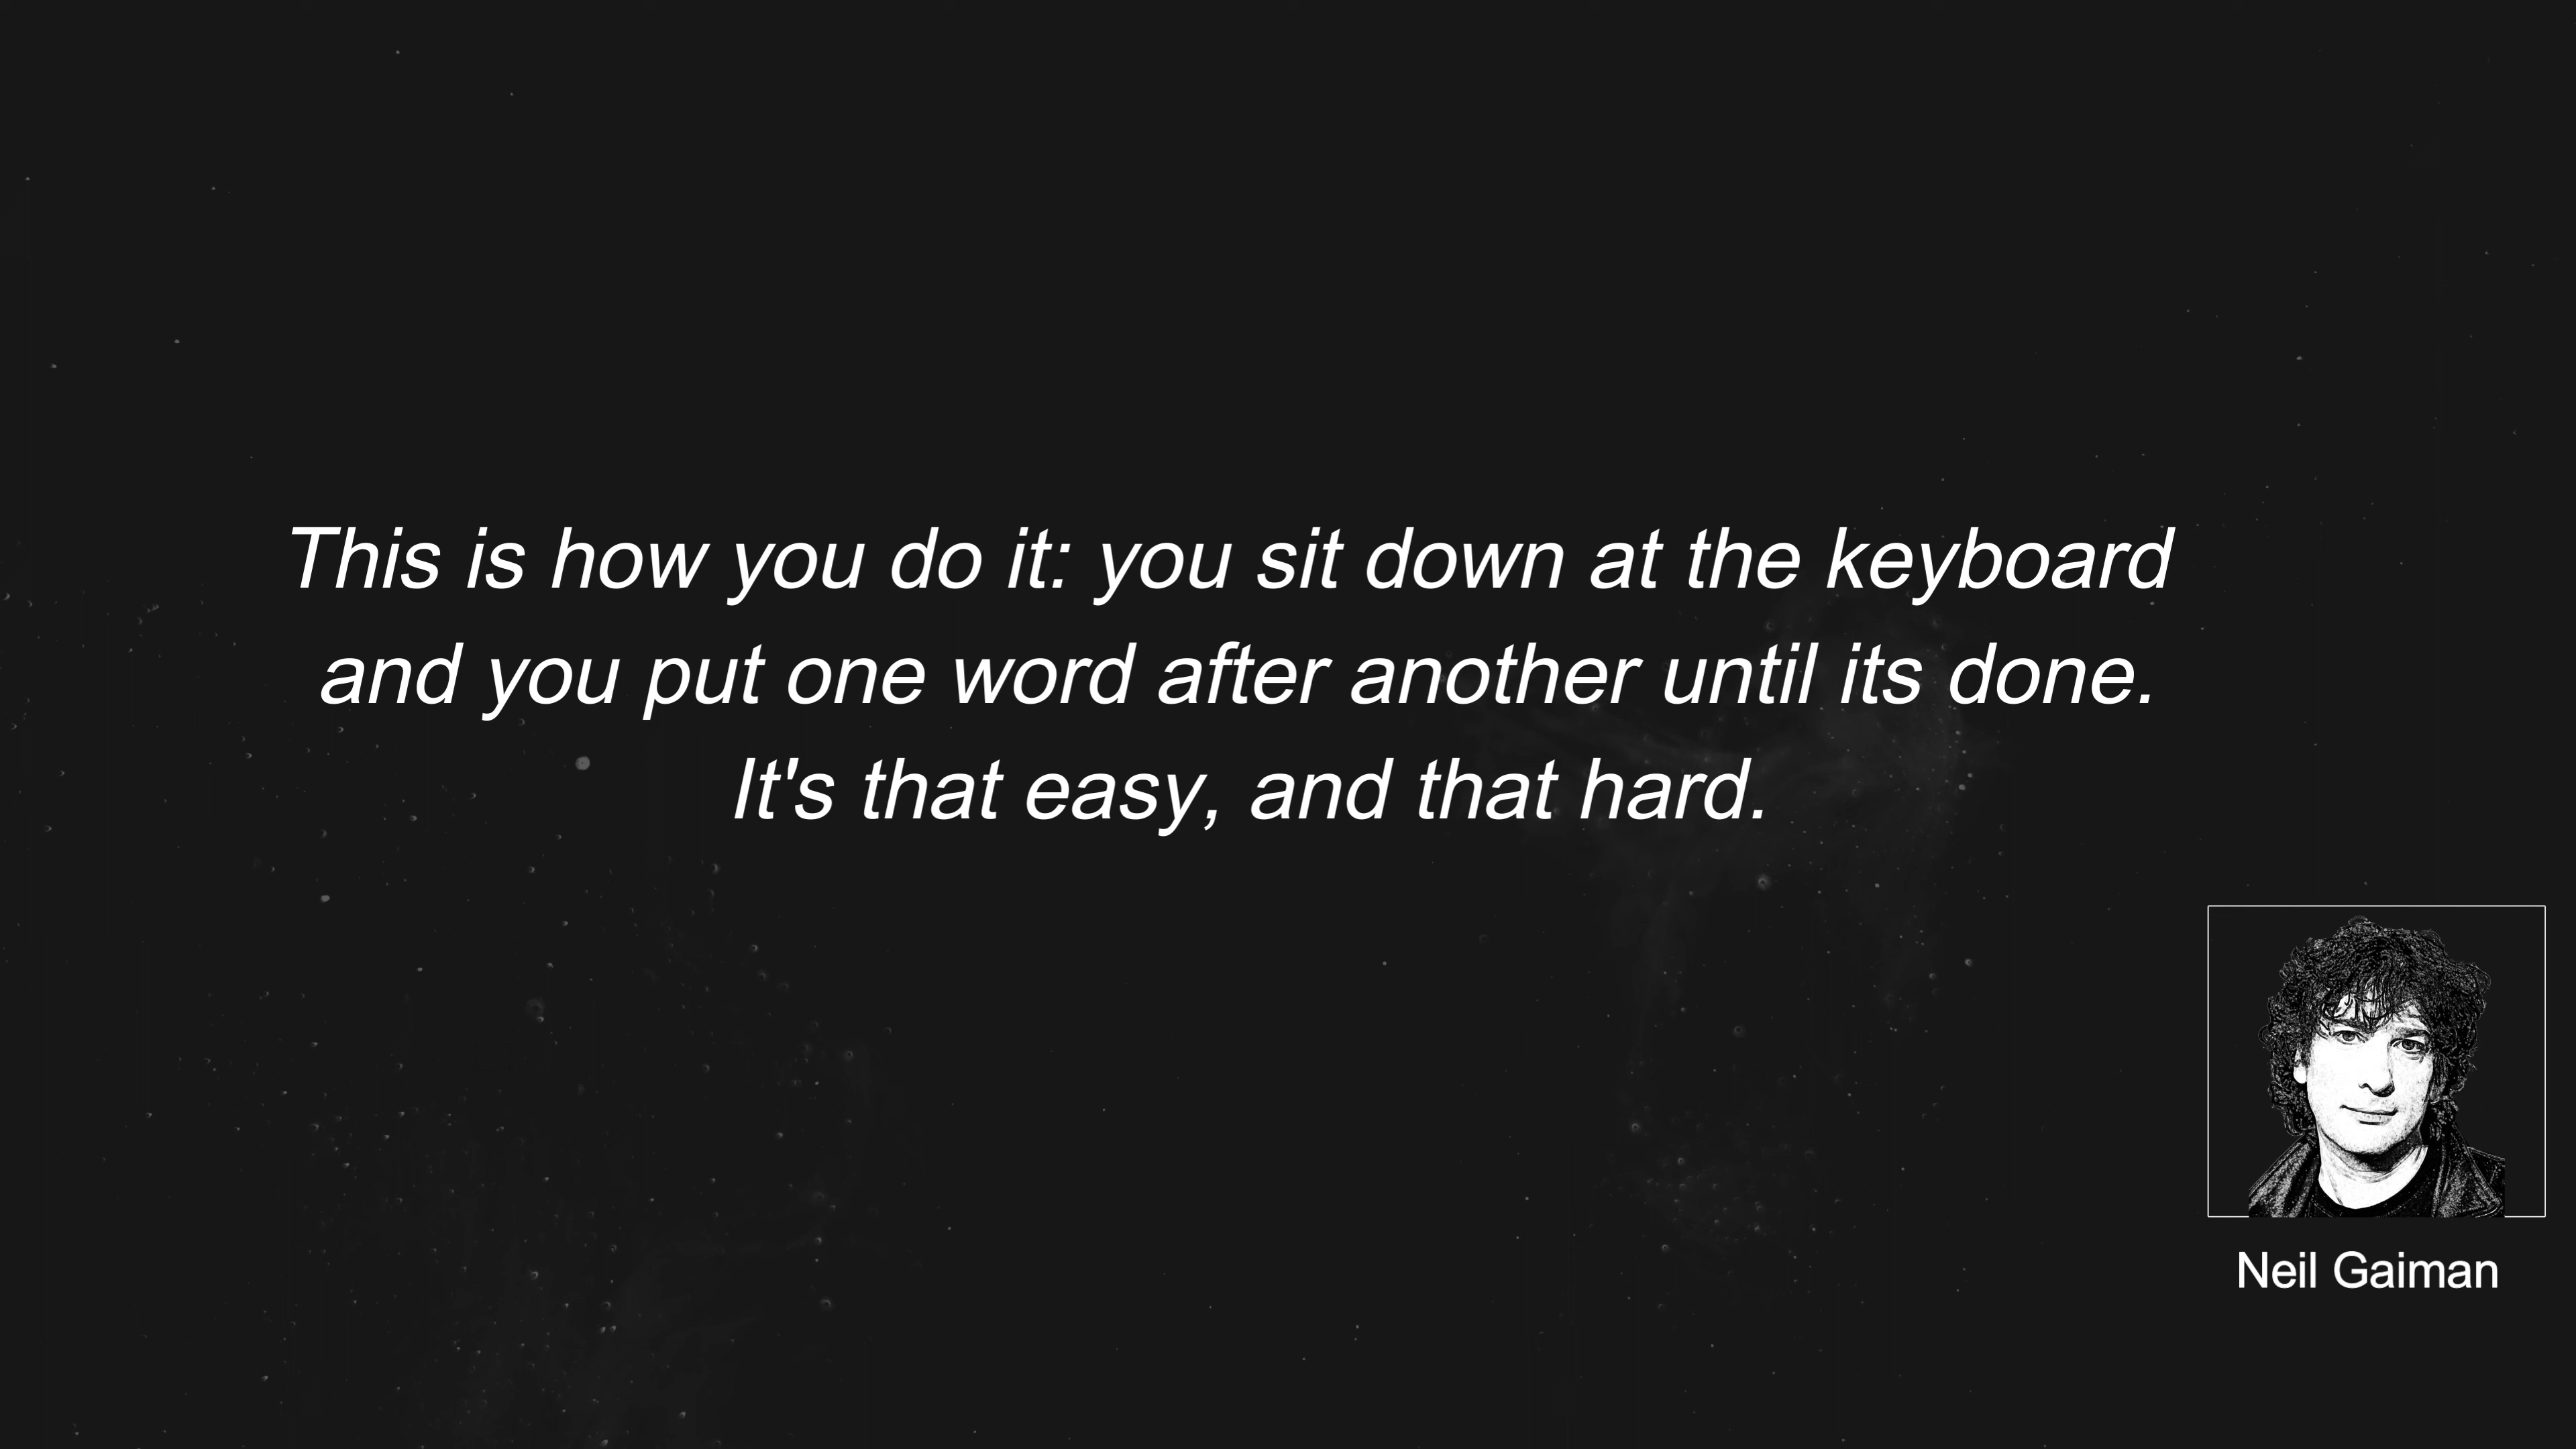 This is how you do it: you sit down at the keyboard
and you put one word after another until its done.
It's that easy, and that hard.
Neil Gaiman